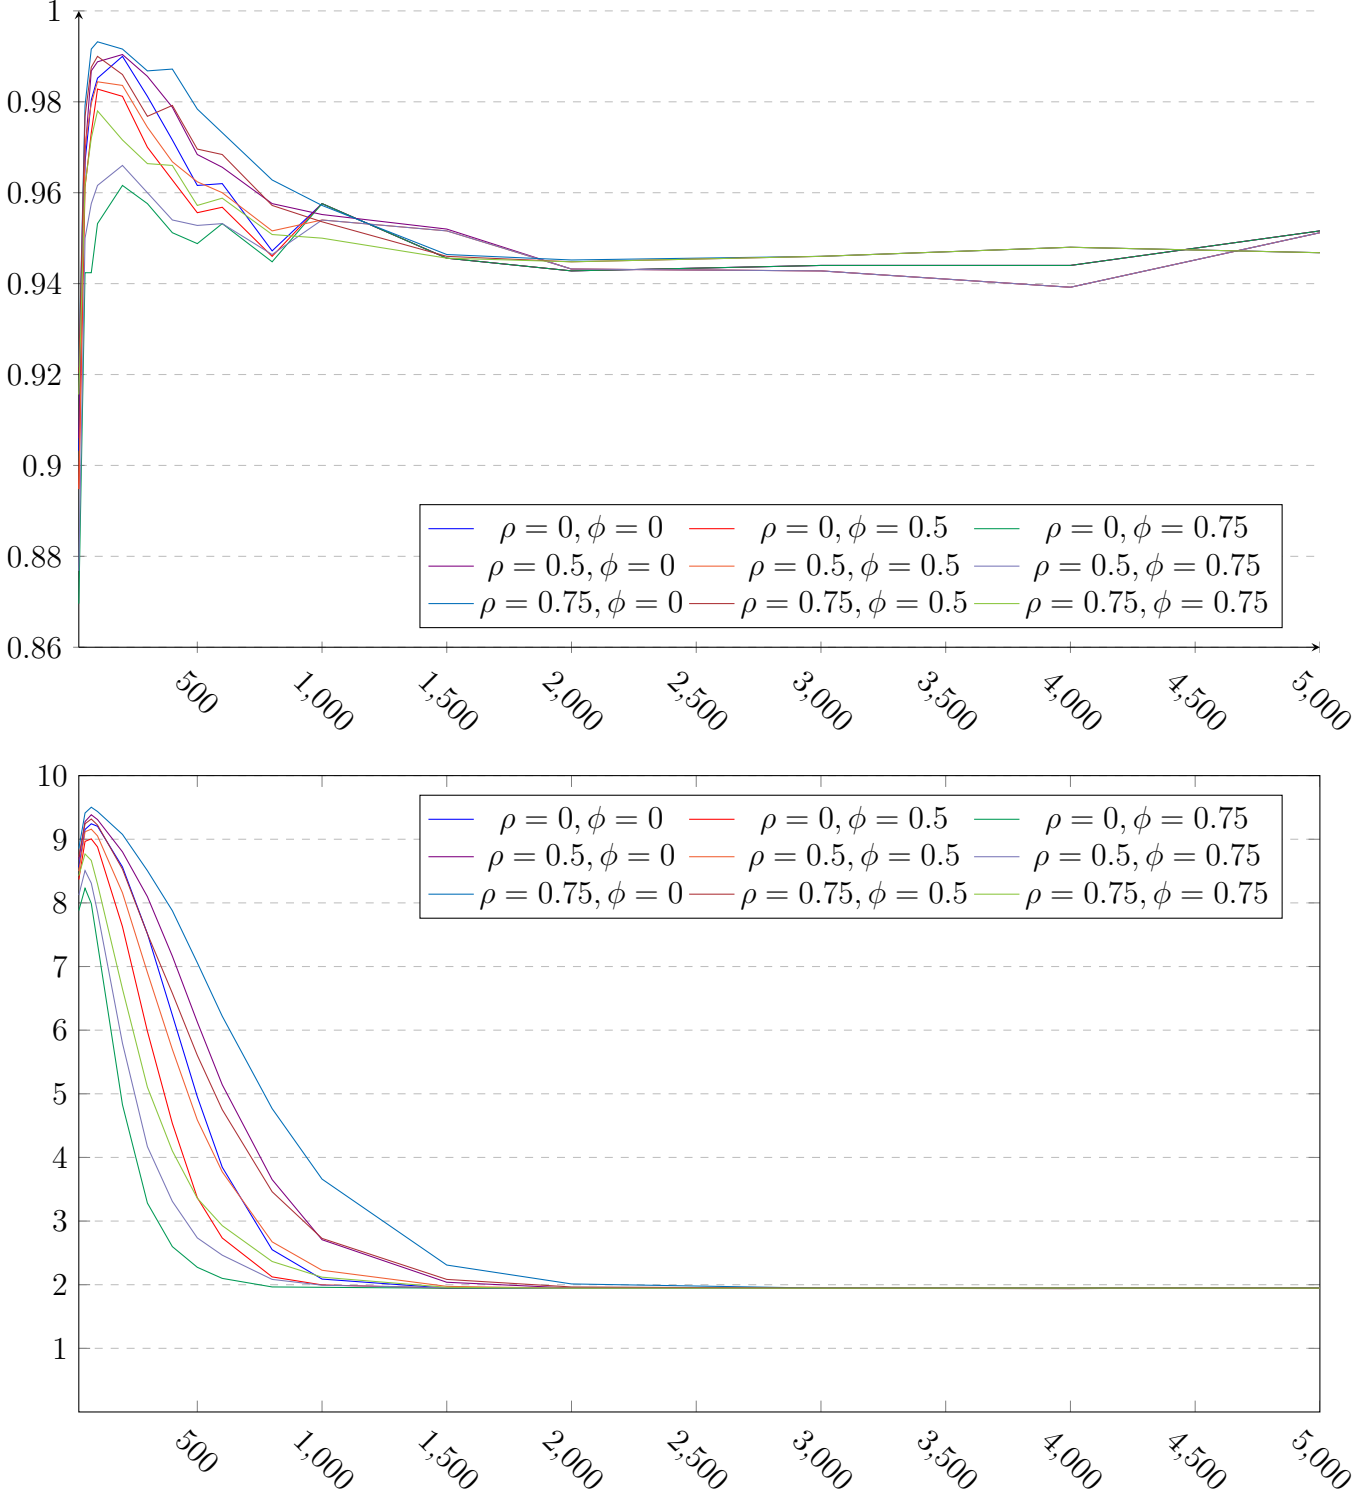 1
0.98
0.96
0.94
0.92
0.9
0.88
0.86
ρ = 0, ϕ = 0 ρ = 0, ϕ = 0.5 ρ = 0, ϕ = 0.75
ρ = 0.5, ϕ = 0 ρ = 0.5, ϕ = 0.5 ρ = 0.5, ϕ = 0.75
ρ = 0.75, ϕ = 0 ρ = 0.75, ϕ = 0.5 ρ = 0.75, ϕ = 0.75
500 1,000 1,500 2,000 2,500 3,000 3,500 4,000 4,500 5,000
10
9
8
7
6
5
4
3
2
1
ρ = 0, ϕ = 0 ρ = 0, ϕ = 0.5 ρ = 0, ϕ = 0.75
ρ = 0.5, ϕ = 0 ρ = 0.5, ϕ = 0.5 ρ = 0.5, ϕ = 0.75
ρ = 0.75, ϕ = 0 ρ = 0.75, ϕ = 0.5 ρ = 0.75, ϕ = 0.75
500 1,000 1,500 2,000 2,500 3,000 3,500 4,000 4,500 5,000